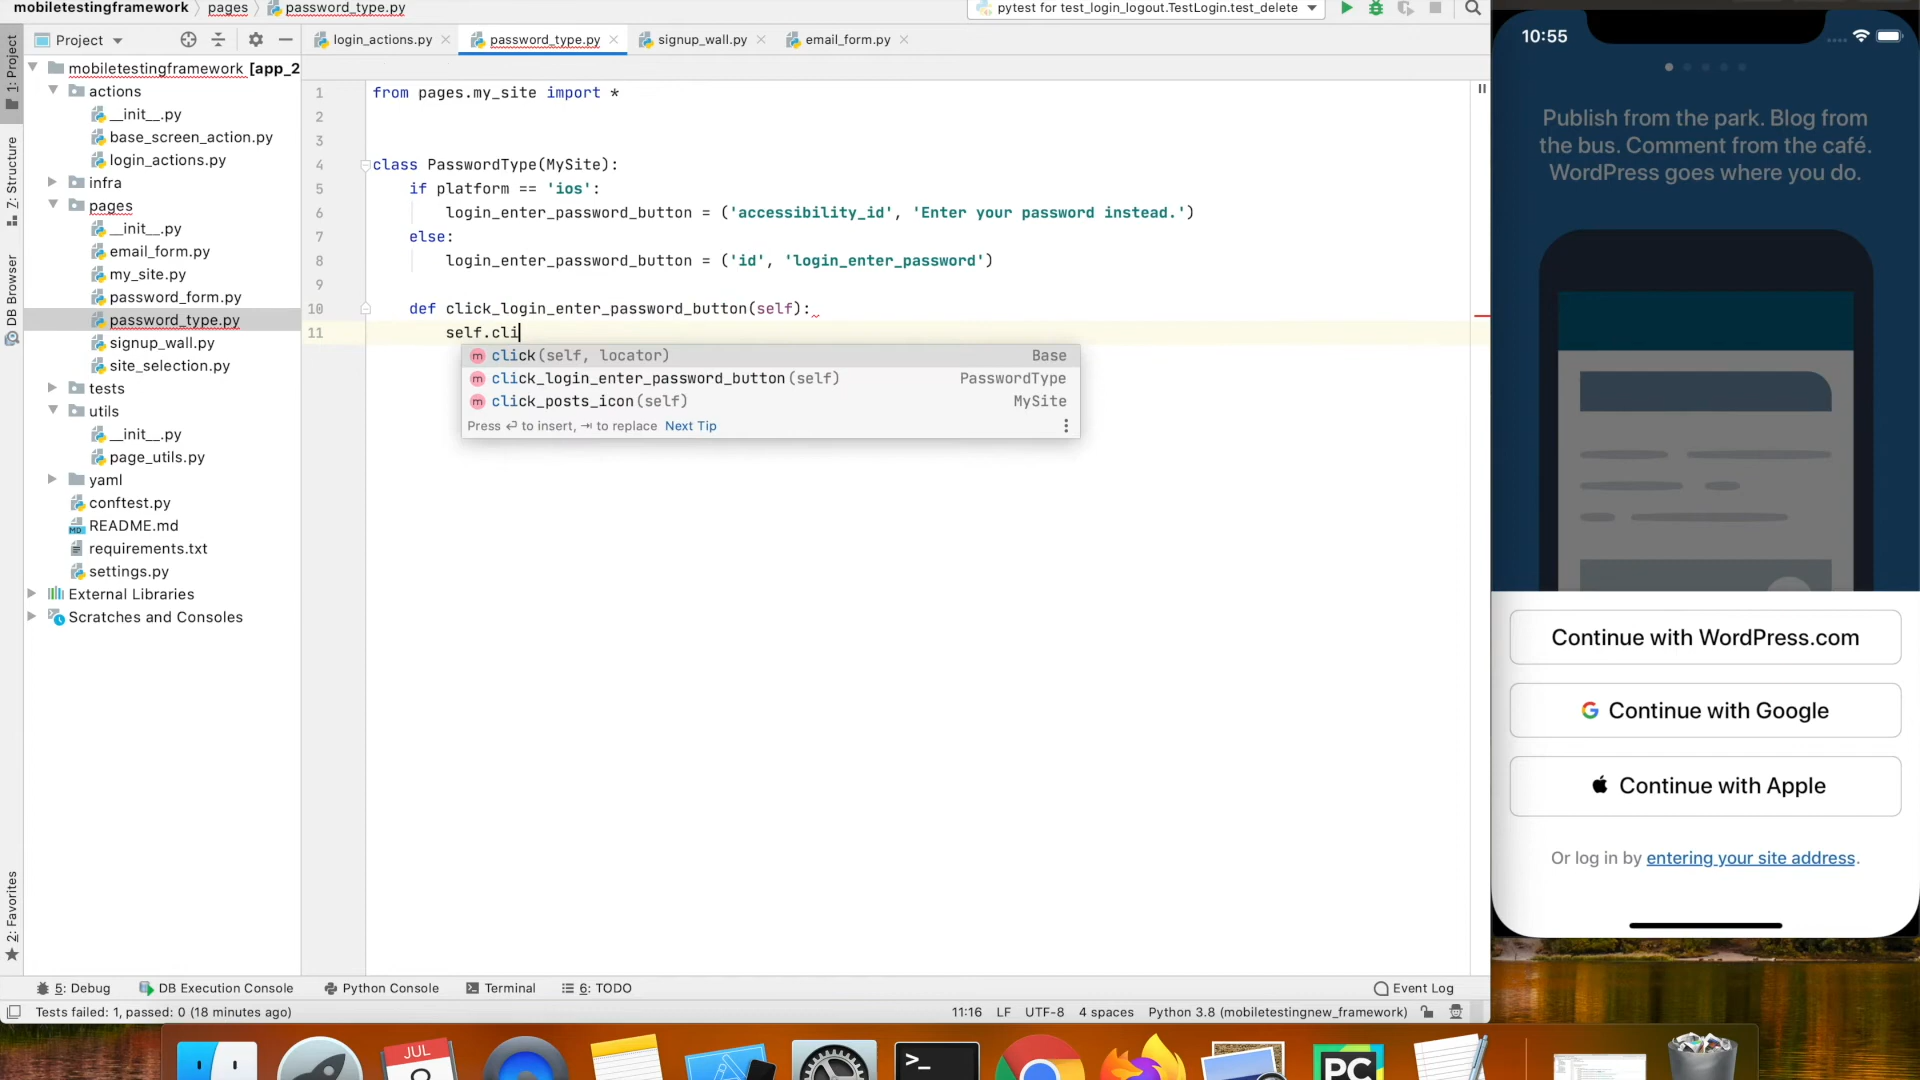 mobiletestingframework
pages
password_type.py
pytest for test_login_logout.TestLogin.test_delete
Project
login_actions.py
password_type.py
signup_wall.py
email_form.py
1: Project
Z: Structure
DB Browser
2: Favorites
mobiletestingframework [app_2
actions
__init__.py
base_screen_action.py
login_actions.py
infra
pages
__init__.py
email_form.py
my_site.py
password_form.py
password_type.py
signup_wall.py
site_selection.py
tests
utils
__init__.py
page_utils.py
yaml
conftest.py
README.md
requirements.txt
settings.py
External Libraries
Scratches and Consoles
1 from pages.my_site import *
2
3
4 class PasswordType(MySite):
5 if platform == 'ios':
6 login_enter_password_button = ('accessibility_id', 'Enter your password instead.')
7 else:
8 login_enter_password_button = ('id', 'login_enter_password')
9
10 def click_login_enter_password_button(self):
11 self.cli
m click(self, locator) Base
m click_login_enter_password_button(self) PasswordType
m click_posts_icon(self) MySite
Press ↩ to insert, ⇥ to replace Next Tip
5: Debug
DB Execution Console
Python Console
Terminal
6: TODO
Event Log
Tests failed: 1, passed: 0 (18 minutes ago)
11:16 LF UTF-8 4 spaces Python 3.8 (mobiletestingnew_framework)
10:55
Publish from the park. Blog from
the bus. Comment from the café.
WordPress goes where you do.
Continue with WordPress.com
Continue with Google
Continue with Apple
Or log in by entering your site address.
JUL
PC